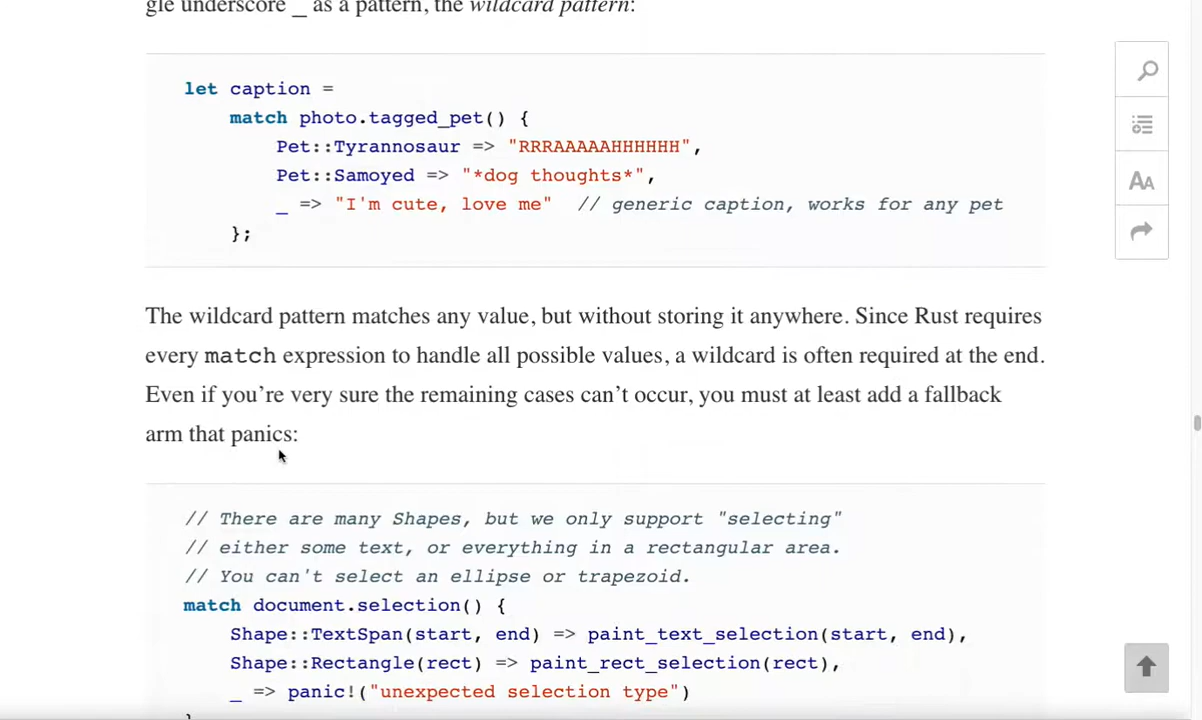 gle underscore _ as a pattern, the wildcard pattern:
let caption =
    match photo.tagged_pet() {
        Pet::Tyrannosaur => "RRRAAAAAHHHHHH",
        Pet::Samoyed => "*dog thoughts*",
        _ => "I'm cute, love me"  // generic caption, works for any pet
    };
The wildcard pattern matches any value, but without storing it anywhere. Since Rust requires
every match expression to handle all possible values, a wildcard is often required at the end.
Even if you’re very sure the remaining cases can’t occur, you must at least add a fallback
arm that panics:
// There are many Shapes, but we only support "selecting"
// either some text, or everything in a rectangular area.
// You can't select an ellipse or trapezoid.
match document.selection() {
    Shape::TextSpan(start, end) => paint_text_selection(start, end),
    Shape::Rectangle(rect) => paint_rect_selection(rect),
    _ => panic!("unexpected selection type")
}
AA